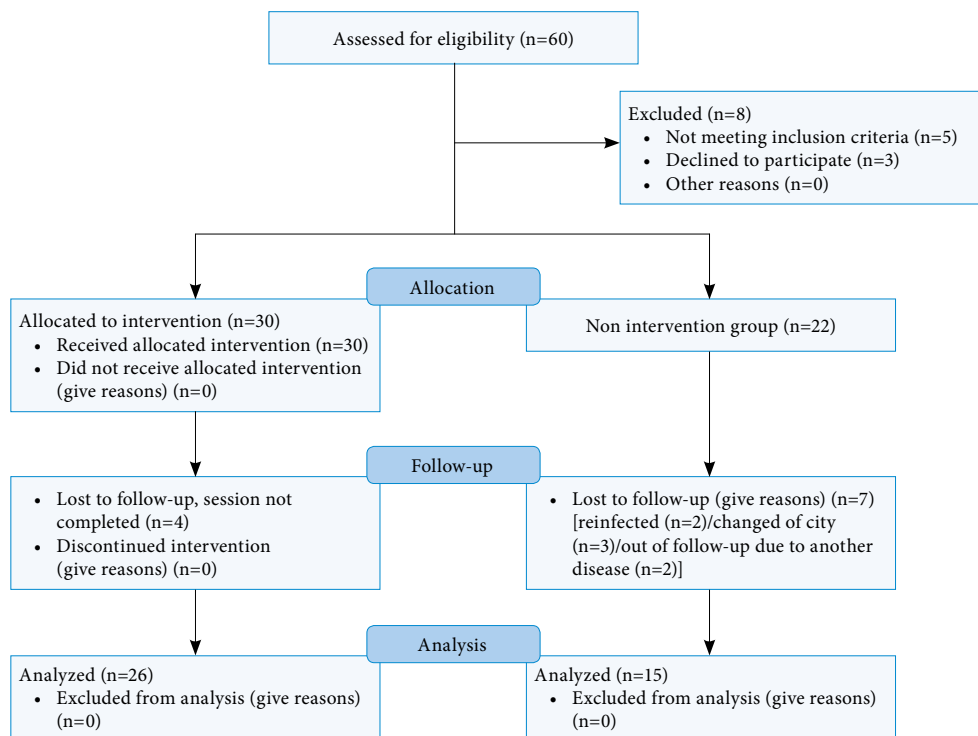 Assessed for eligibility (n=60)
Excluded (n=8)
• Not meeting inclusion criteria (n=5)
• Declined to participate (n=3)
• Other reasons (n=0)
Allocation
Allocated to intervention (n=30)
• Received allocated intervention (n=30)
• Did not receive allocated intervention
(give reasons) (n=0)
Non intervention group (n=22)
Follow-up
• Lost to follow-up, session not
completed (n=4)
• Discontinued intervention
(give reasons) (n=0)
• Lost to follow-up (give reasons) (n=7)
[reinfected (n=2)/changed of city
(n=3)/out of follow-up due to another
disease (n=2)]
Analysis
Analyzed (n=26)
• Excluded from analysis (give reasons)
(n=0)
Analyzed (n=15)
• Excluded from analysis (give reasons)
(n=0)